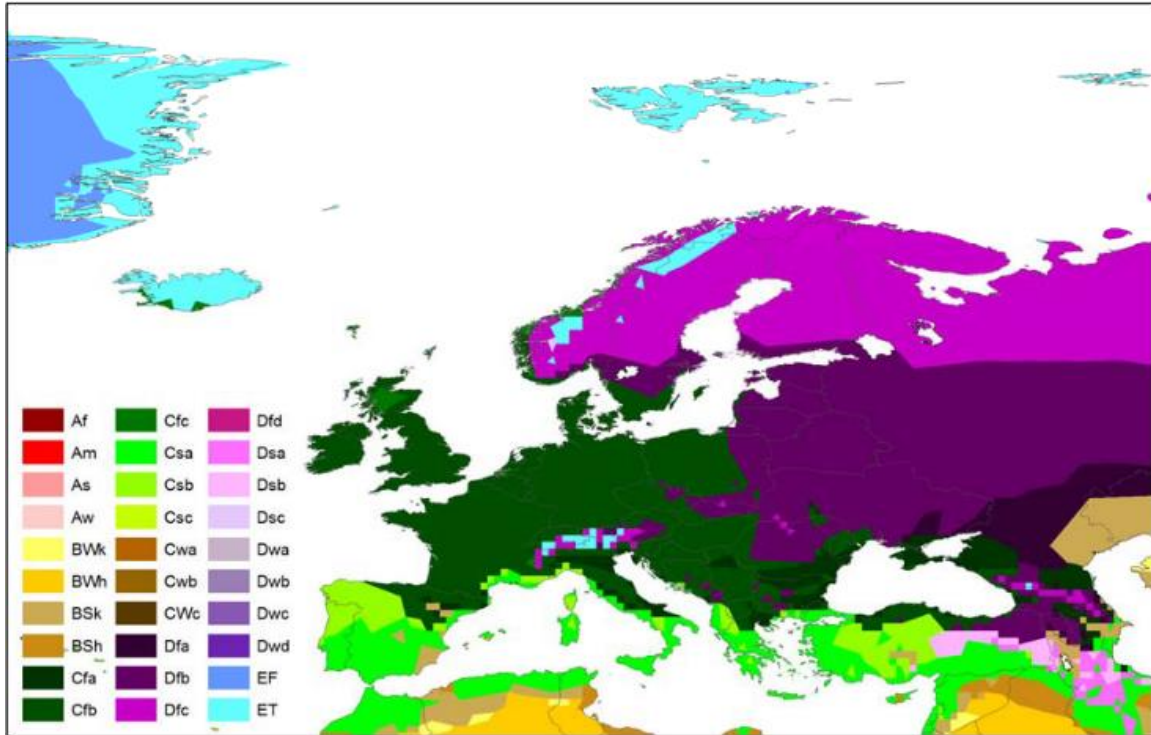 Af
Am
As
Aw
BWk
BWh
BSk
BSh
Cfa
Cfb
Cfc
Csa
Csb
Csc
Cwa
Cwb
CWc
Dfa
Dfb
Dfc
Dfd
Dsa
Dsb
Dsc
Dwa
Dwb
Dwc
Dwd
EF
ET